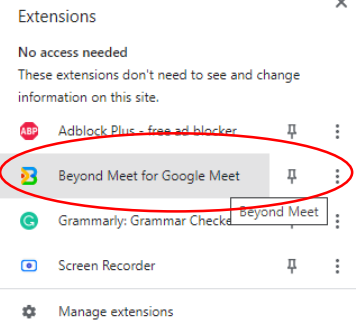 Extensions
No access needed
These extensions don't need to see and change
information on this site.
ABP Adblock Plus - free ad blocker
Beyond Meet for Google Meet
Grammarly: Grammar Checke
Beyond Meet
Screen Recorder
Manage extensions